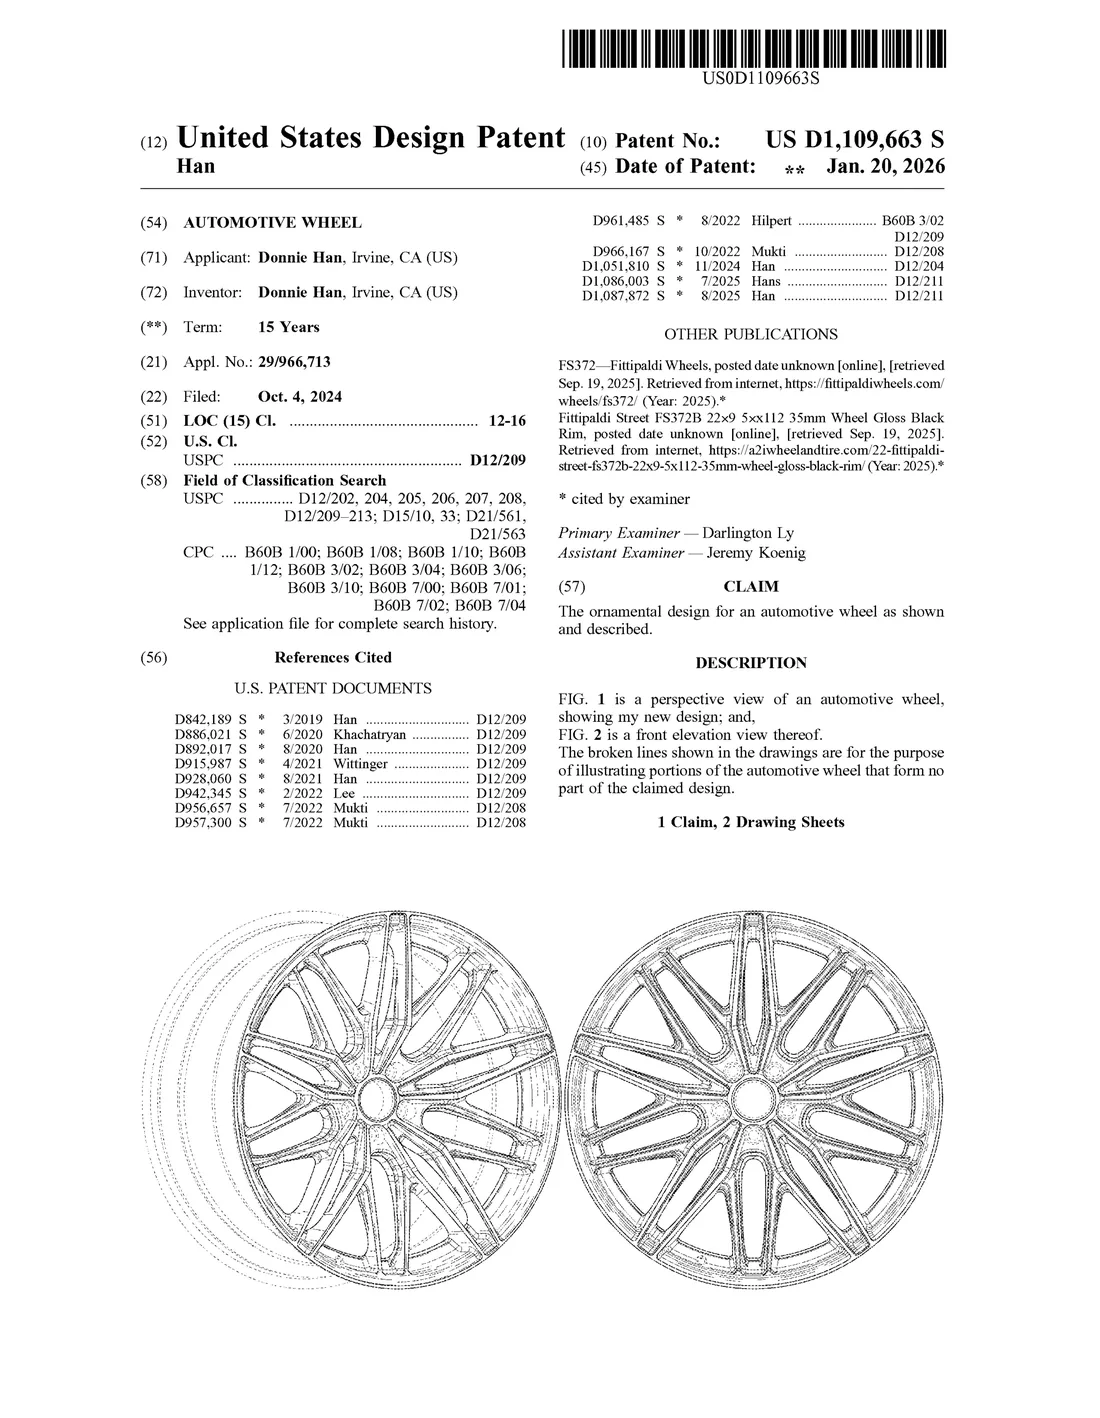 US0D1109663S
(12) United States Design Patent
Han
(10) Patent No.: US D1,109,663 S
(45) Date of Patent: ** Jan. 20, 2026
(54) AUTOMOTIVE WHEEL
(71) Applicant: Donnie Han, Irvine, CA (US)
(72) Inventor: Donnie Han, Irvine, CA (US)
(**) Term: 15 Years
(21) Appl. No.: 29/966,713
(22) Filed: Oct. 4, 2024
(51) LOC (15) Cl. ............................................... 12-16
(52) U.S. Cl.
USPC ......................................................... D12/209
(58) Field of Classification Search
USPC ............... D12/202, 204, 205, 206, 207, 208,
D12/209–213; D15/10, 33; D21/561,
D21/563
CPC .... B60B 1/00; B60B 1/08; B60B 1/10; B60B
1/12; B60B 3/02; B60B 3/04; B60B 3/06;
B60B 3/10; B60B 7/00; B60B 7/01;
B60B 7/02; B60B 7/04
See application file for complete search history.
(56) References Cited
U.S. PATENT DOCUMENTS
D842,189 S * 3/2019 Han ............................. D12/209
D886,021 S * 6/2020 Khachatryan ................ D12/209
D892,017 S * 8/2020 Han ............................. D12/209
D915,987 S * 4/2021 Wittinger ..................... D12/209
D928,060 S * 8/2021 Han ............................. D12/209
D942,345 S * 2/2022 Lee .............................. D12/209
D956,657 S * 7/2022 Mukti .......................... D12/208
D957,300 S * 7/2022 Mukti .......................... D12/208
D961,485 S * 8/2022 Hilpert ...................... B60B 3/02
D12/209
D966,167 S * 10/2022 Mukti .......................... D12/208
D1,051,810 S * 11/2024 Han ............................. D12/204
D1,086,003 S * 7/2025 Hans ............................ D12/211
D1,087,872 S * 8/2025 Han ............................. D12/211
OTHER PUBLICATIONS
FS372—Fittipaldi Wheels, posted date unknown [online], [retrieved
Sep. 19, 2025]. Retrieved from internet, https://fittipaldiwheels.com/
wheels/fs372/ (Year: 2025).*
Fittipaldi Street FS372B 22×9 5×x112 35mm Wheel Gloss Black
Rim, posted date unknown [online], [retrieved Sep. 19, 2025].
Retrieved from internet, https://a2iwheelandtire.com/22-fittipaldi-
street-fs372b-22x9-5x112-35mm-wheel-gloss-black-rim/ (Year: 2025).*
* cited by examiner
Primary Examiner — Darlington Ly
Assistant Examiner — Jeremy Koenig
(57) CLAIM
The ornamental design for an automotive wheel as shown
and described.
DESCRIPTION
FIG. 1 is a perspective view of an automotive wheel,
showing my new design; and,
FIG. 2 is a front elevation view thereof.
The broken lines shown in the drawings are for the purpose
of illustrating portions of the automotive wheel that form no
part of the claimed design.
1 Claim, 2 Drawing Sheets